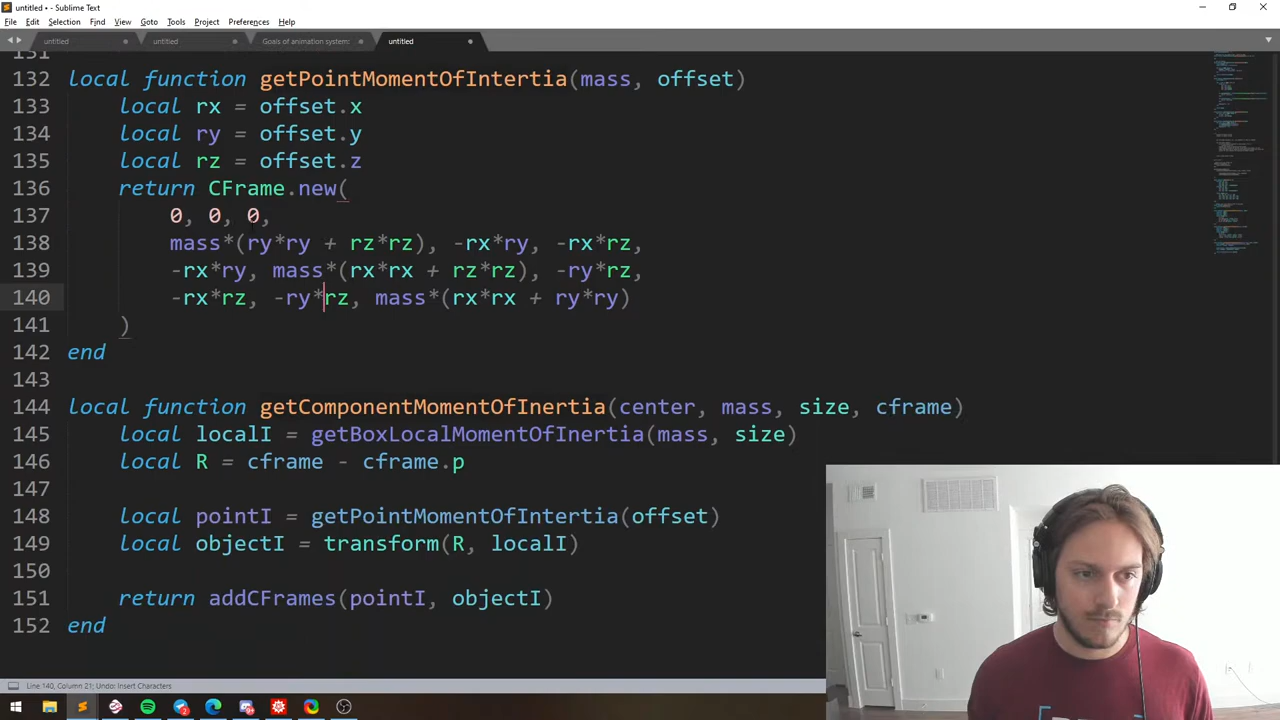 untitled • - Sublime Text
File Edit Selection Find View Goto Tools Project Preferences Help
untitled untitled Goals of animation system: untitled
131
132 local function getPointMomentOfIntertia(mass, offset)
133 local rx = offset.x
134 local ry = offset.y
135 local rz = offset.z
136 return CFrame.new(
137 0, 0, 0,
138 mass*(ry*ry + rz*rz), -rx*ry, -rx*rz,
139 -rx*ry, mass*(rx*rx + rz*rz), -ry*rz,
140 -rx*rz, -ry*rz, mass*(rx*rx + ry*ry)
141 )
142 end
143
144 local function getComponentMomentOfInertia(center, mass, size, cframe)
145 local localI = getBoxLocalMomentOfInertia(mass, size)
146 local R = cframe - cframe.p
147
148 local pointI = getPointMomentOfIntertia(offset)
149 local objectI = transform(R, localI)
150
151 return addCFrames(pointI, objectI)
152 end
Line 140, Column 21; Undo: Insert Characters